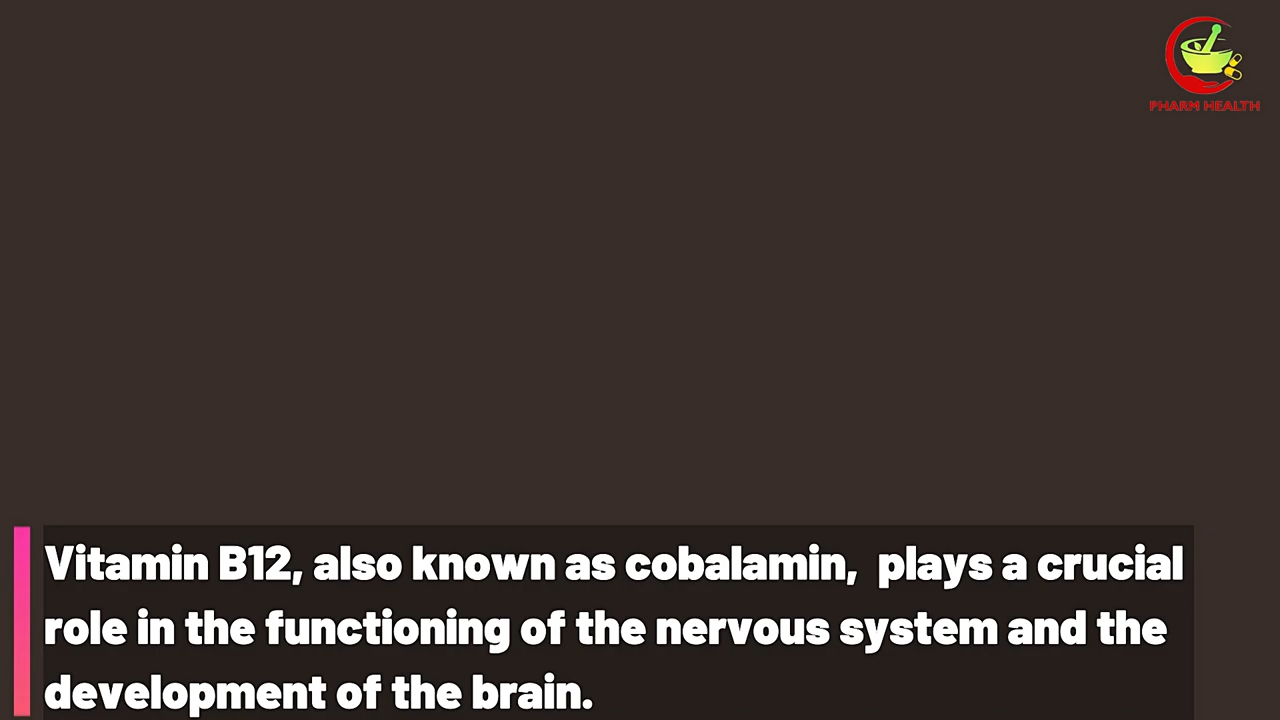 PHARM HEALTH
Vitamin B12, also known as cobalamin,  plays a crucial
role in the functioning of the nervous system and the
development of the brain.